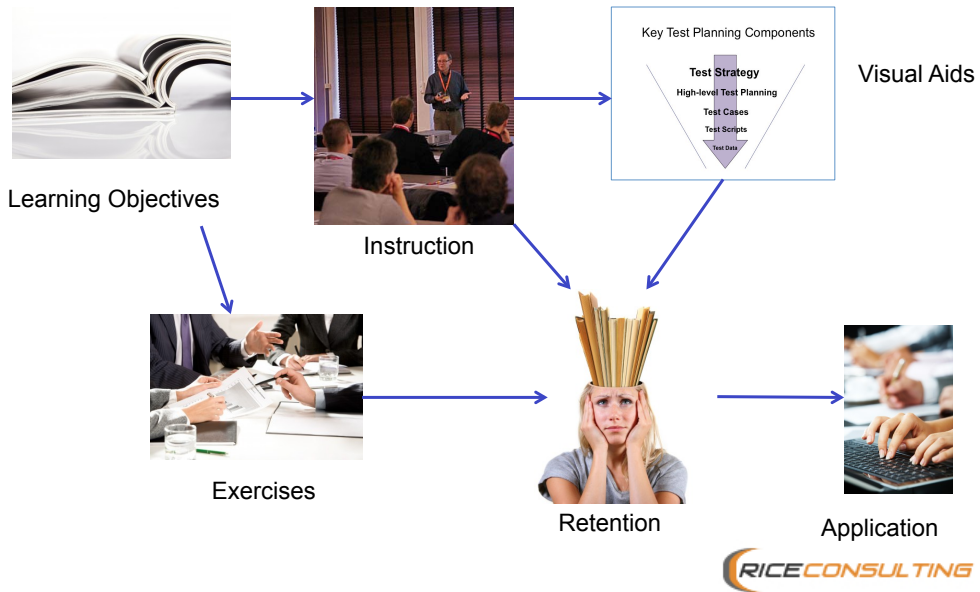 Key Test Planning Components
Test Strategy
High-level Test Planning
Test Cases
Test Scripts
Test Data
Visual Aids
Learning Objectives
Instruction
Exercises
Retention
Application
RICECONSULTING